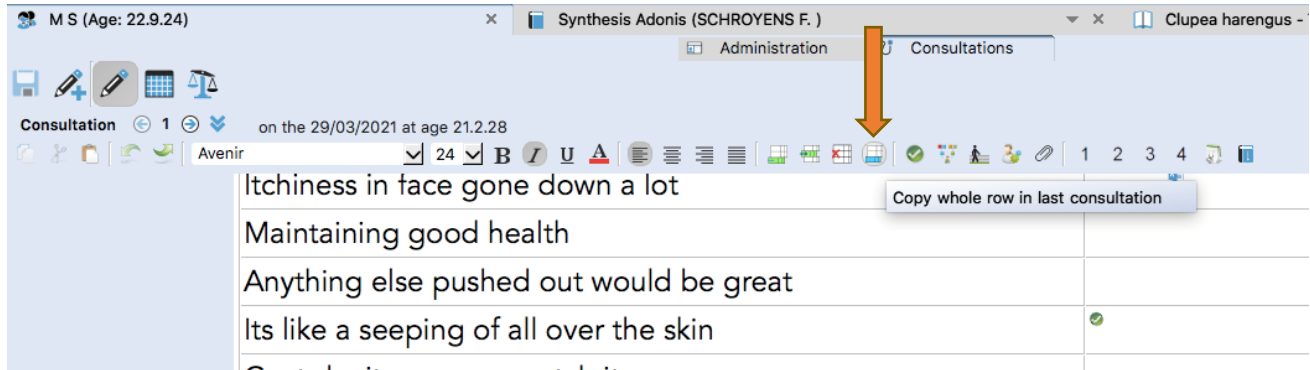 M S (Age: 22.9.24)
Synthesis Adonis (SCHROYENS F. )
Clupea harengus -
Administration
Consultations
Consultation 1
on the 29/03/2021 at age 21.2.28
Avenir 24 B I U A 1 2 3 4
Itchiness in face gone down a lot
Copy whole row in last consultation
Maintaining good health
Anything else pushed out would be great
Its like a seeping of all over the skin